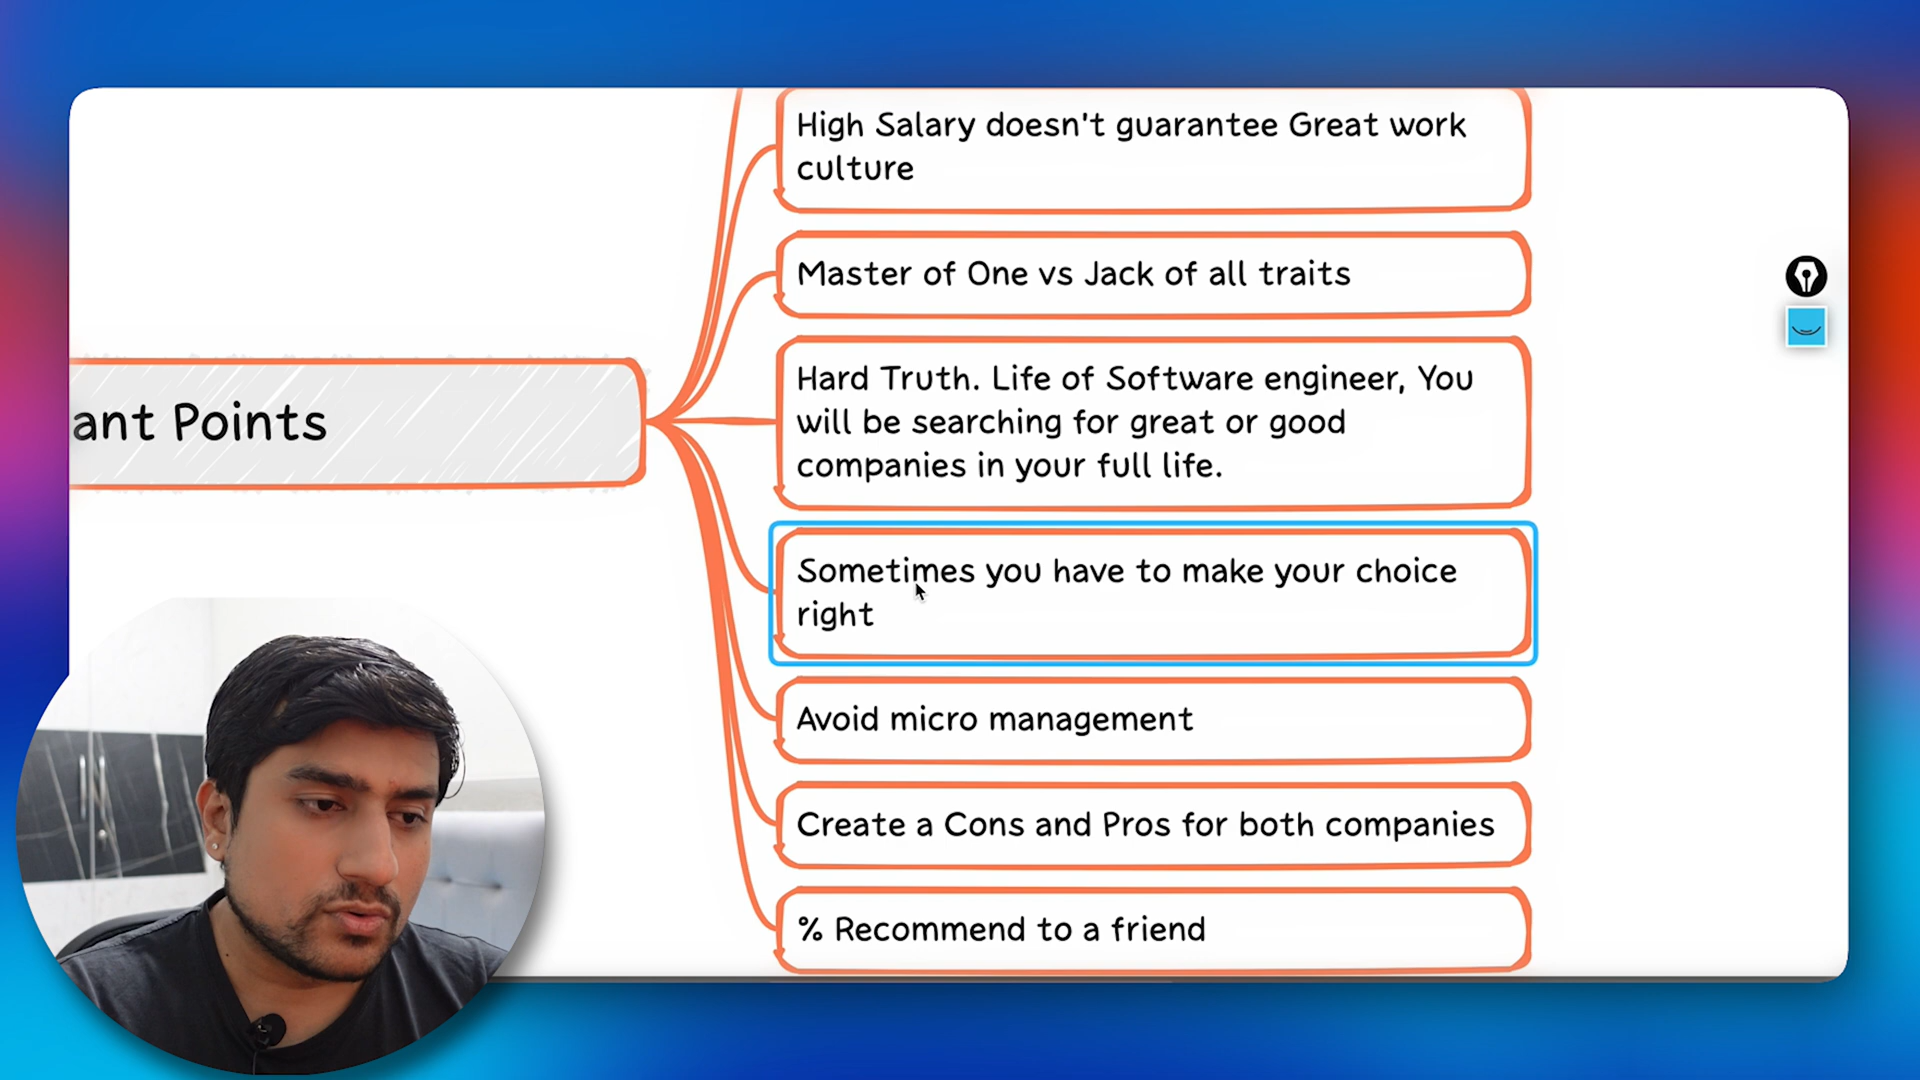 High Salary doesn't guarantee Great work
culture
Master of One vs Jack of all traits
Hard Truth. Life of Software engineer, You
will be searching for great or good
companies in your full life.
ant Points
Sometimes you have to make your choice
right
Avoid micro management
Create a Cons and Pros for both companies
% Recommend to a friend